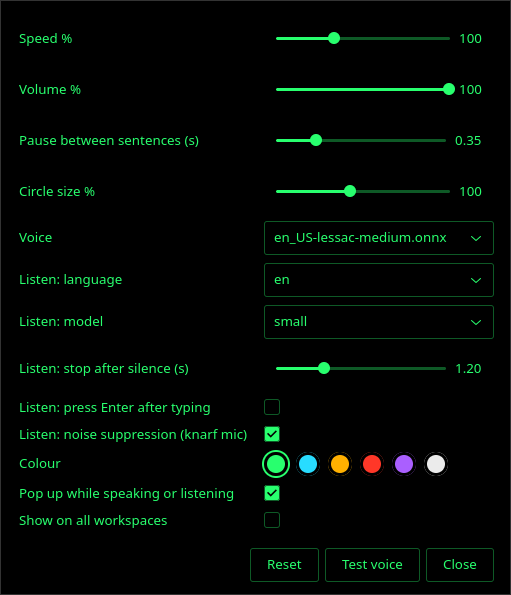 Speed % 100
Volume % 100
Pause between sentences (s) 0.35
Circle size % 100
Voice en_US-lessac-medium.onnx
Listen: language en
Listen: model small
Listen: stop after silence (s) 1.20
Listen: press Enter after typing
Listen: noise suppression (knarf mic)
Colour
Pop up while speaking or listening
Show on all workspaces
Reset Test voice Close